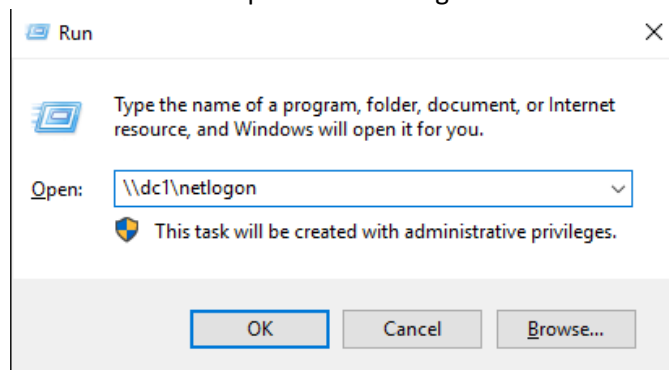 Run
Type the name of a program, folder, document, or Internet
resource, and Windows will open it for you.
Open: \\dc1\netlogon
This task will be created with administrative privileges.
OK Cancel Browse...